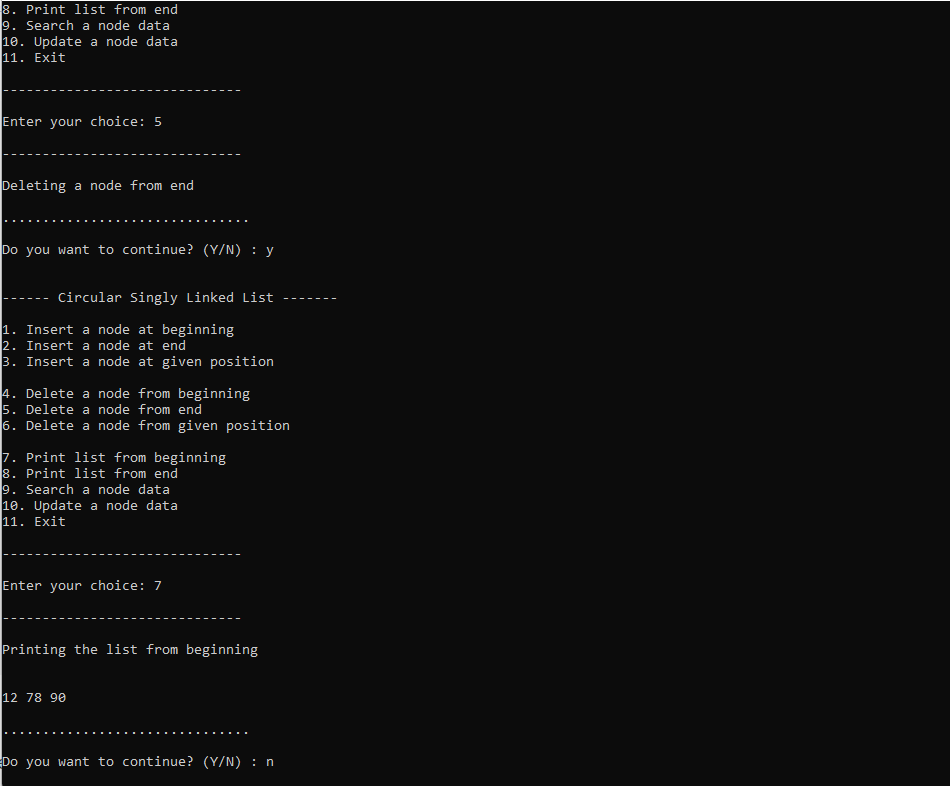 8. Print list from end
9. Search a node data
10. Update a node data
11. Exit
------------------------------
Enter your choice: 5
------------------------------
Deleting a node from end
...............................
Do you want to continue? (Y/N) : y
------ Circular Singly Linked List -------
1. Insert a node at beginning
2. Insert a node at end
3. Insert a node at given position
4. Delete a node from beginning
5. Delete a node from end
6. Delete a node from given position
7. Print list from beginning
8. Print list from end
9. Search a node data
10. Update a node data
11. Exit
------------------------------
Enter your choice: 7
------------------------------
Printing the list from beginning
12 78 90
...............................
Do you want to continue? (Y/N) : n